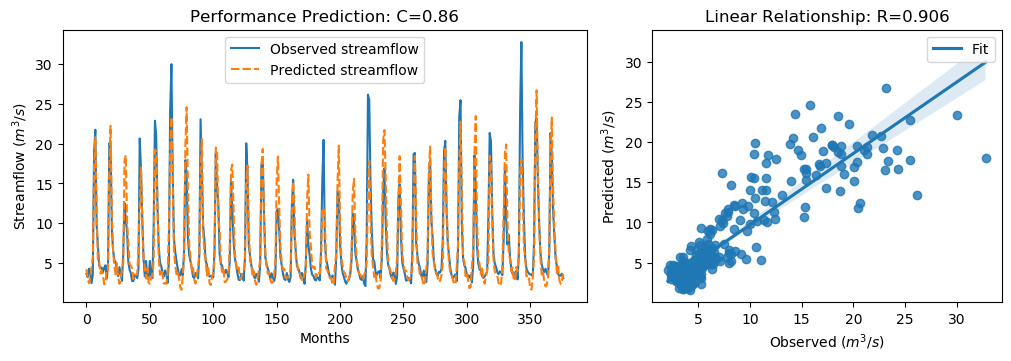 Performance Prediction: C=0.86
Observed streamflow
Predicted streamflow
Streamflow (m³/s)
30
25
20
15
10
5
0 50 100 150 200 250 300 350
Months
Linear Relationship: R=0.906
Fit
Predicted (m³/s)
30
25
20
15
10
5
5 10 15 20 25 30
Observed (m³/s)